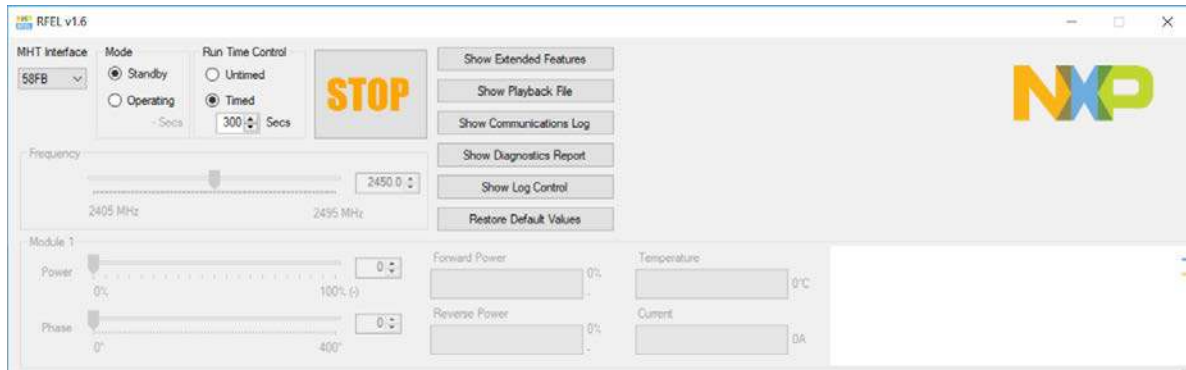 RFEL v1.6
MHT Interface
58FB
Mode
Standby
Operating
- Secs
Run Time Control
Untimed
Timed
300 Secs
STOP
Show Extended Features
Show Playback File
Show Communications Log
Show Diagnostics Report
Show Log Control
Restore Default Values
NXP
Frequency
2450.0
2405 MHz
2495 MHz
Module 1
Power
0
0%
100% (-)
Phase
0
0°
400°
Forward Power
0%
-
Reverse Power
0%
-
Temperature
0°C
Current
0A